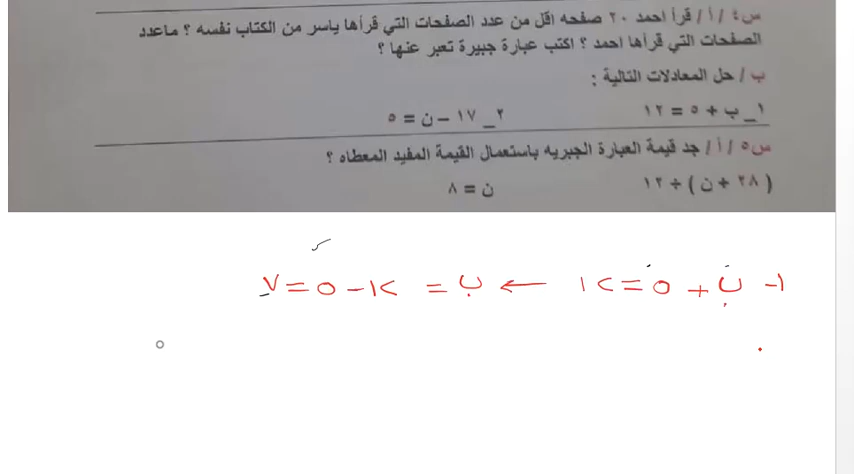 س٤ / أ / قرأ احمد ٢٠ صفحه اقل من عدد الصفحات التي قرأها ياسر من الكتاب نفسه ؟ ماعدد
الصفحات التي قرأها احمد ؟ اكتب عبارة جبيرة تعبر عنها ؟
ب / حل المعادلات التالية :
١_ ب + ٥ = ١٢ ٢_ ١٧ – ن = ٥
س٥ / أ / جد قيمة العبارة الجبريه باستعمال القيمة المفيد المعطاه ؟
( ٢٨ + ن ) ÷ ١٢ ن = ٨
١- ب + ٥ = ١٢ ← ب = ١٢ – ٥ = ٧